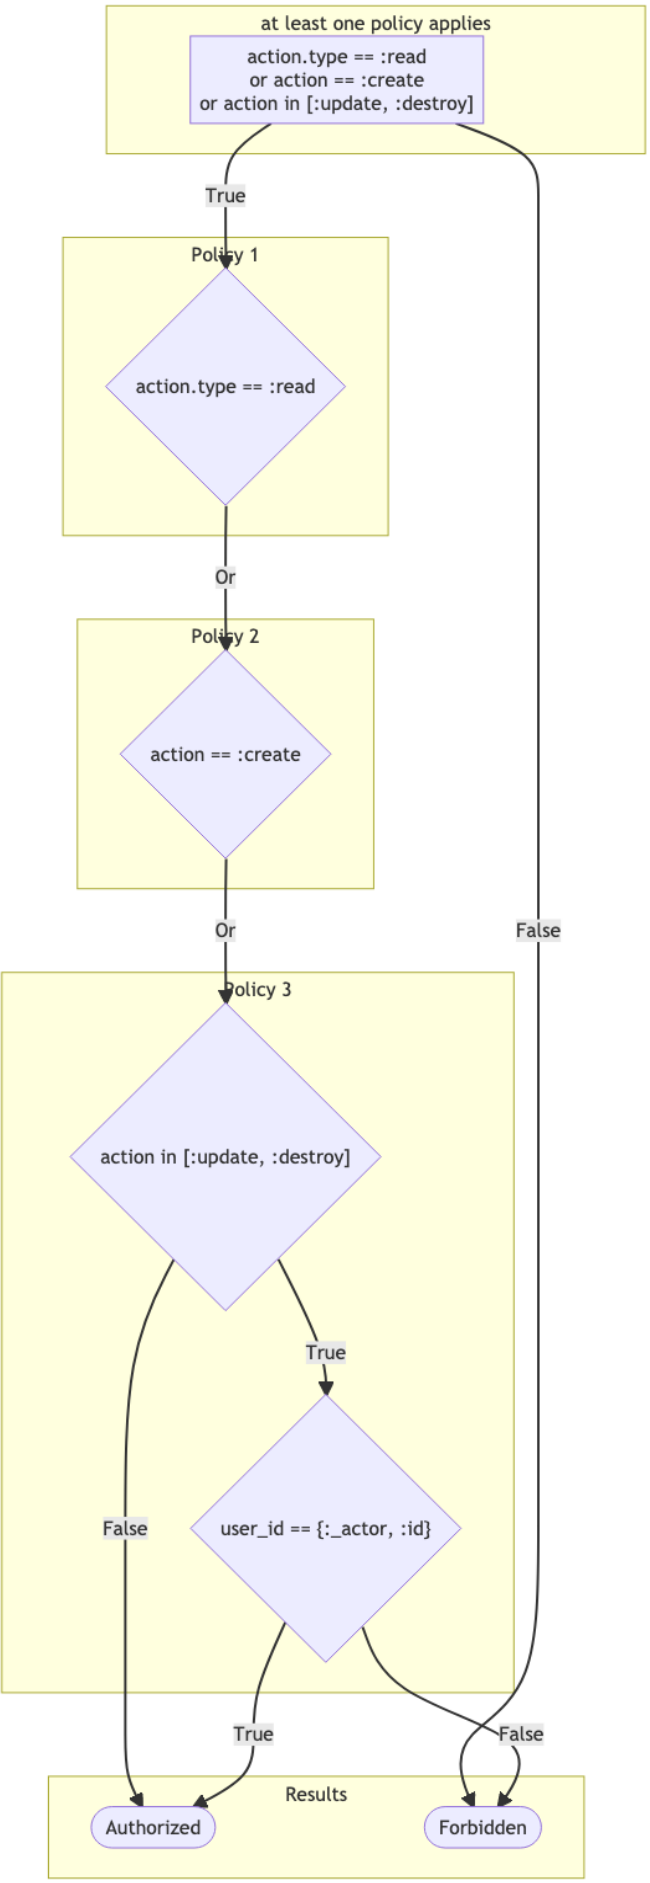 at least one policy applies
action.type == :read
or action == :create
or action in [:update, :destroy]
True
Policy 1
action.type == :read
Or
Policy 2
action == :create
Or
False
Policy 3
action in [:update, :destroy]
True
False
user_id == {:_actor, :id}
True
False
Results
Authorized
Forbidden